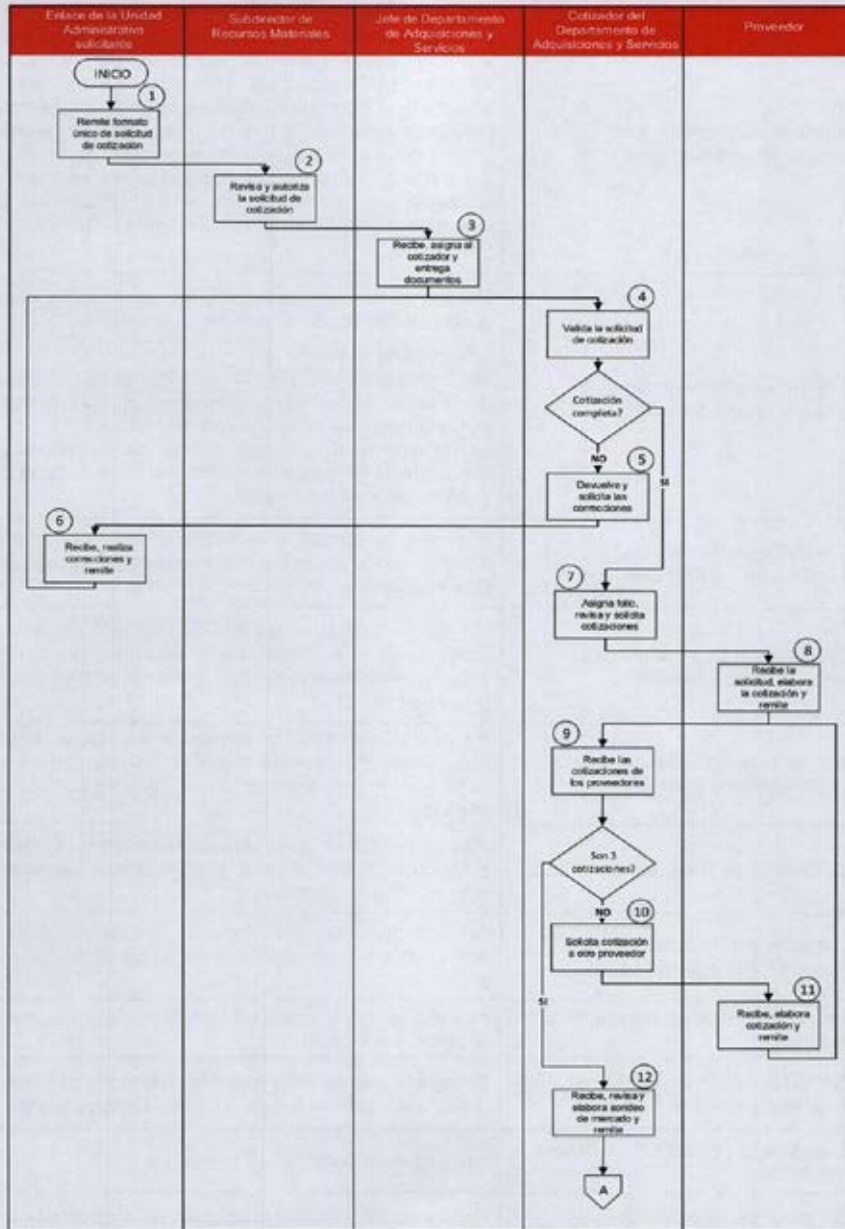 Enlace de la Unidad
Administrativa
solicitante
Subdirector de
Recursos Materiales
Jefe de Departamento
de Adquisiciones y
Servicios
Cotizador del
Departamento de
Adquisiciones y Servicios
Proveedor
INICIO
1
Remite formato
único de solicitud
de cotización
2
Revisa y autoriza
la solicitud de
cotización
3
Recibe, asigna al
cotizador y
entrega
documentos
4
Valida la solicitud
de cotización
Cotización
completa?
NO
SI
5
Devuelve y
solicita las
correcciones
6
Recibe, realiza
correcciones y
remite
7
Asigna folio,
revisa y solicita
cotizaciones
8
Recibe la
solicitud, elabora
la cotización y
remite
9
Recibe las
cotizaciones de
los proveedores
Son 3
cotizaciones?
NO
SI
10
Solicita cotización
a otro proveedor
11
Recibe, elabora
cotización y
remite
12
Recibe, revisa y
elabora sondeo
de mercado y
remite
A